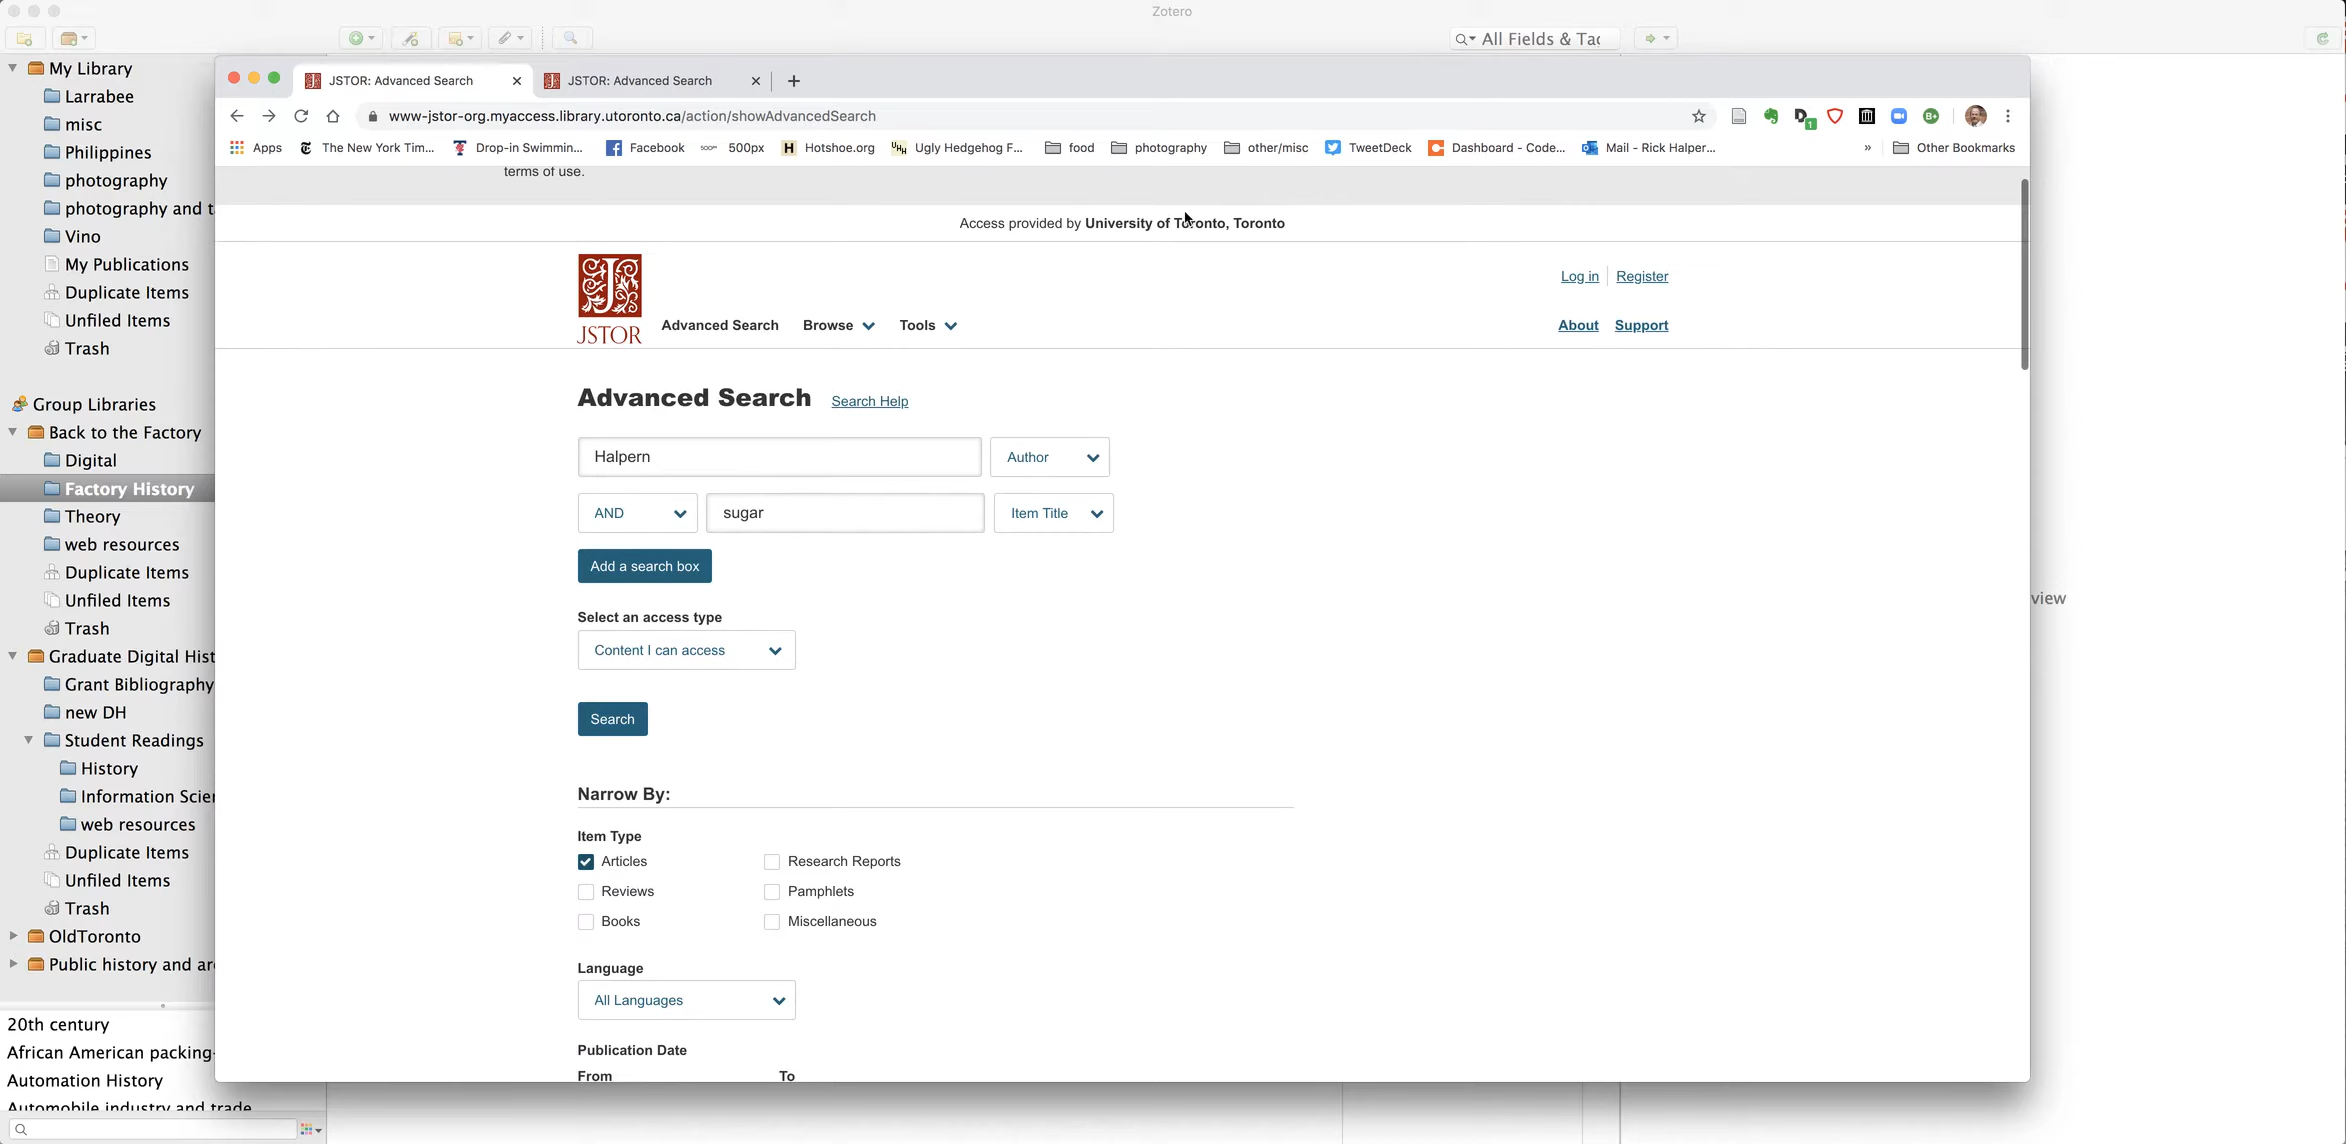 Zotero
All Fields & Tag
My Library
Larrabee
misc
Philippines
photography
photography and t
Vino
My Publications
Duplicate Items
Unfiled Items
Trash
Group Libraries
Back to the Factory
Digital
Factory History
Theory
web resources
Duplicate Items
Unfiled Items
Trash
Graduate Digital Hist
Grant Bibliography
new DH
Student Readings
History
Information Scier
web resources
Duplicate Items
Unfiled Items
Trash
OldToronto
Public history and ar
20th century
African American packing-
Automation History
Automobile industry and trade
JSTOR: Advanced Search
JSTOR: Advanced Search
www-jstor-org.myaccess.library.utoronto.ca/action/showAdvancedSearch
Apps The New York Tim... Drop-in Swimmin... Facebook 500px Hotshoe.org Ugly Hedgehog F... food photography other/misc TweetDeck Dashboard - Code... Mail - Rick Halper... » Other Bookmarks
terms of use.
Access provided by University of Toronto, Toronto
JSTOR
Log in Register
Advanced Search Browse Tools
About Support
Advanced Search Search Help
Halpern Author
AND sugar Item Title
Add a search box
Select an access type
Content I can access
Search
Narrow By:
Item Type
Articles Research Reports
Reviews Pamphlets
Books Miscellaneous
Language
All Languages
Publication Date
From To
view